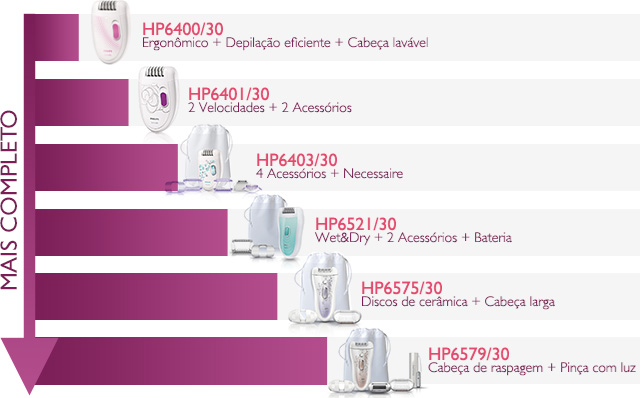 HP6400/30
Ergonômico + Depilação eficiente + Cabeça lavável
HP6401/30
2 Velocidades + 2 Acessórios
HP6403/30
4 Acessórios + Necessaire
HP6521/30
Wet&Dry + 2 Acessórios + Bateria
HP6575/30
Discos de cerâmica + Cabeça larga
HP6579/30
Cabeça de raspagem + Pinça com luz
MAIS COMPLETO